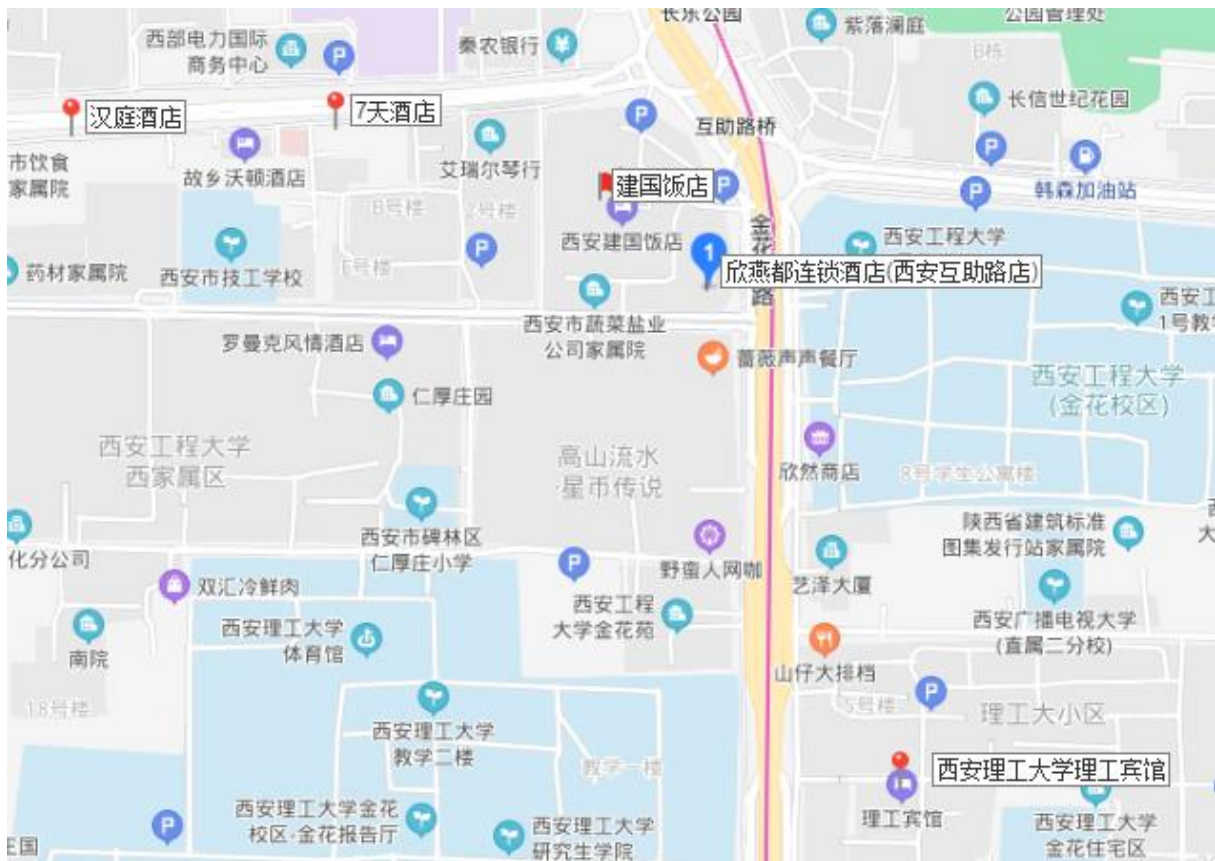 长乐公园
公园管理处
紫落澜庭
西部电力国际
商务中心
P
秦农银行
B栋
长信世纪花园
汉庭酒店
7天酒店
互助路桥
P
P
P
韩森加油站
市饮食
家属院
故乡沃顿酒店
艾瑞尔琴行
建国饭店
P
P
B号楼
2号楼
西安建国饭店
金花
路
西安工程大学
药材家属院
西安市技工学校
E号楼
P
1
欣燕都连锁酒店(西安互助路店)
西安工
1号教学
罗曼克风情酒店
西安市蔬菜盐业
公司家属院
蔷薇声声餐厅
仁厚庄园
西安工程大学
(金花校区)
西安工程大学
西家属区
高山流水
·星币传说
欣然商店
8号学生公寓楼
西安市碑林区
仁厚庄小学
陕西省建筑标准
图集发行站家属院
西
大
化分公司
P
野蛮人网咖
艺泽大厦
双汇冷鲜肉
西安工程
大学金花苑
西安广播电视大学
(直属二分校)
南院
西安理工大学
体育馆
山仔大排档
18号楼
5号楼
P
理工大小区
西安理工大学
教学二楼
教学一楼
西安理工大学理工宾馆
理工宾馆
P
西安理工大学金花
校区-金花报告厅
西安理工大学
研究生学院
西安理工大学
金花住宅区
王国